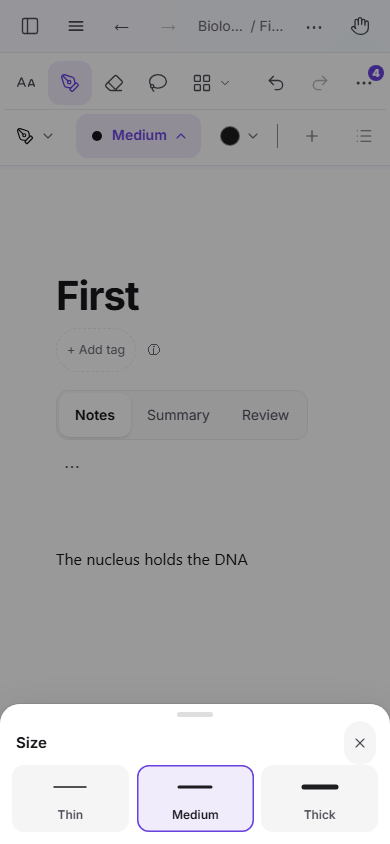 Biolo... / Fi...
AA
4
Medium
First
+ Add tag
Notes Summary Review
...
The nucleus holds the DNA
Size
Thin Medium Thick